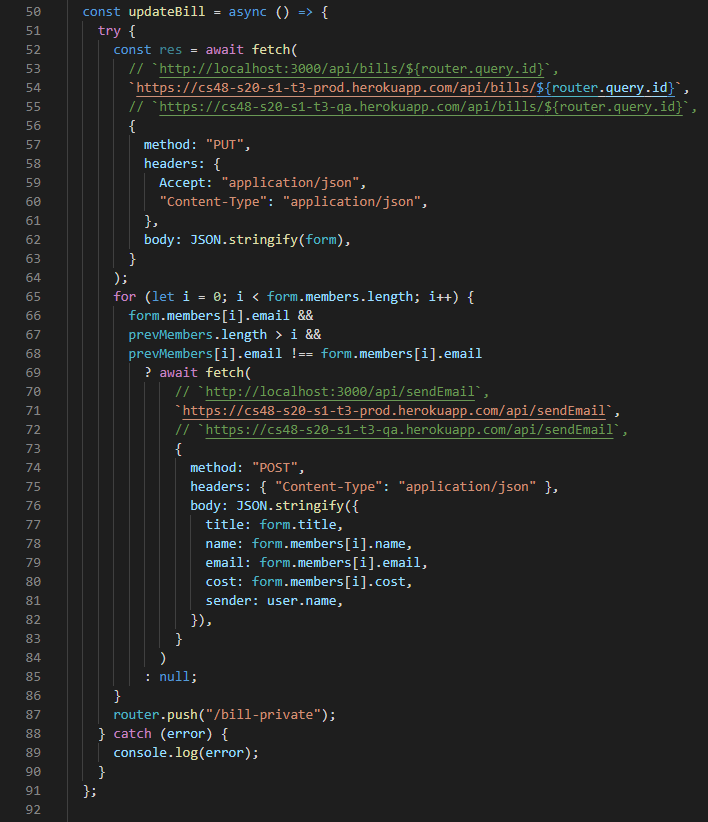 50 const updateBill = async () => {
51 try {
52 const res = await fetch(
53 // `http://localhost:3000/api/bills/${router.query.id}`,
54 `https://cs48-s20-s1-t3-prod.herokuapp.com/api/bills/${router.query.id}`,
55 // `https://cs48-s20-s1-t3-qa.herokuapp.com/api/bills/${router.query.id}`,
56 {
57 method: "PUT",
58 headers: {
59 Accept: "application/json",
60 "Content-Type": "application/json",
61 },
62 body: JSON.stringify(form),
63 }
64 );
65 for (let i = 0; i < form.members.length; i++) {
66 form.members[i].email &&
67 prevMembers.length > i &&
68 prevMembers[i].email !== form.members[i].email
69 ? await fetch(
70 // `http://localhost:3000/api/sendEmail`,
71 `https://cs48-s20-s1-t3-prod.herokuapp.com/api/sendEmail`,
72 // `https://cs48-s20-s1-t3-qa.herokuapp.com/api/sendEmail`,
73 {
74 method: "POST",
75 headers: { "Content-Type": "application/json" },
76 body: JSON.stringify({
77 title: form.title,
78 name: form.members[i].name,
79 email: form.members[i].email,
80 cost: form.members[i].cost,
81 sender: user.name,
82 }),
83 }
84 )
85 : null;
86 }
87 router.push("/bill-private");
88 } catch (error) {
89 console.log(error);
90 }
91 };
92